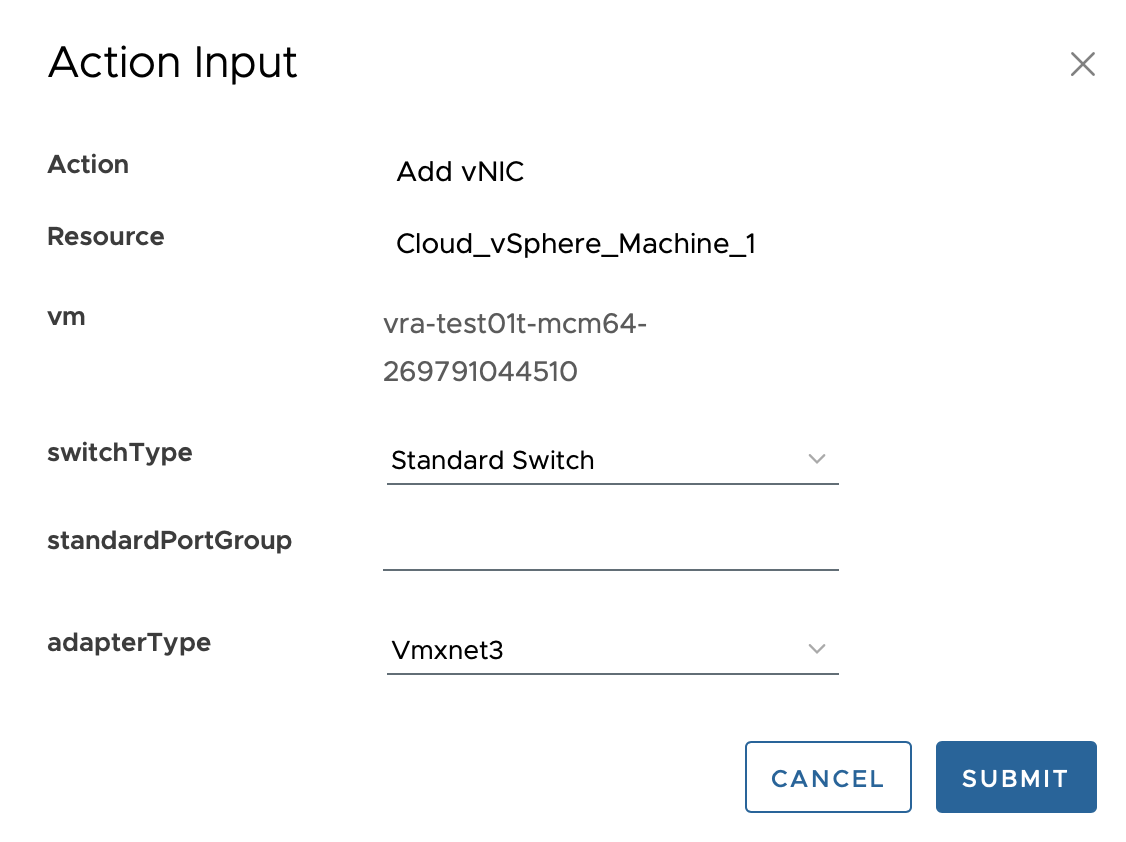 Action Input
Action
Add vNIC
Resource
Cloud_vSphere_Machine_1
vm
vra-test01t-mcm64-
269791044510
switchType
Standard Switch
standardPortGroup
adapterType
Vmxnet3
CANCEL
SUBMIT